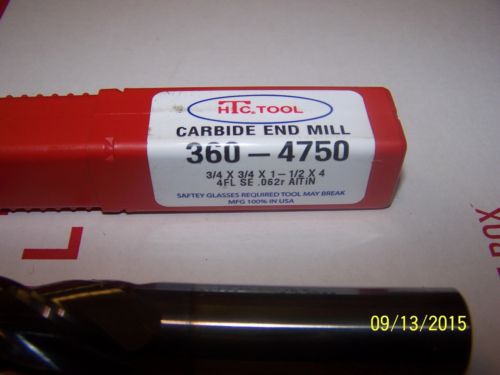 HTC TOOL
CARBIDE END MILL
360-4750
3/4 X 3/4 X 1-1/2 X 4
4FL SE .062r AlTiN
SAFTEY GLASSES REQUIRED TOOL MAY BREAK
MFG 100% IN USA
BOX
09/13/2015